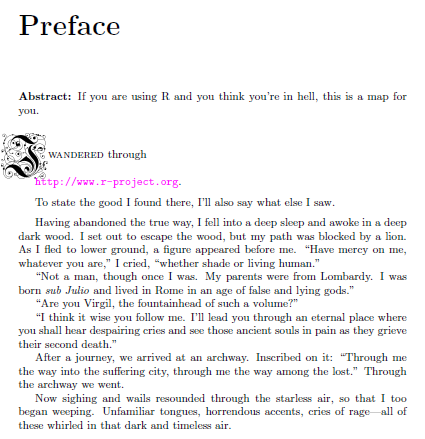 Preface
Abstract: If you are using R and you think you're in hell, this is a map for
you.
I WANDERED through
http://www.r-project.org.
To state the good I found there, I'll also say what else I saw.
Having abandoned the true way, I fell into a deep sleep and awoke in a deep
dark wood. I set out to escape the wood, but my path was blocked by a lion.
As I fled to lower ground, a figure appeared before me. "Have mercy on me,
whatever you are," I cried, "whether shade or living human."
"Not a man, though once I was. My parents were from Lombardy. I was
born sub Julio and lived in Rome in an age of false and lying gods."
"Are you Virgil, the fountainhead of such a volume?"
"I think it wise you follow me. I'll lead you through an eternal place where
you shall hear despairing cries and see those ancient souls in pain as they grieve
their second death."
After a journey, we arrived at an archway. Inscribed on it: "Through me
the way into the suffering city, through me the way among the lost." Through
the archway we went.
Now sighing and wails resounded through the starless air, so that I too
began weeping. Unfamiliar tongues, horrendous accents, cries of rage—all of
these whirled in that dark and timeless air.